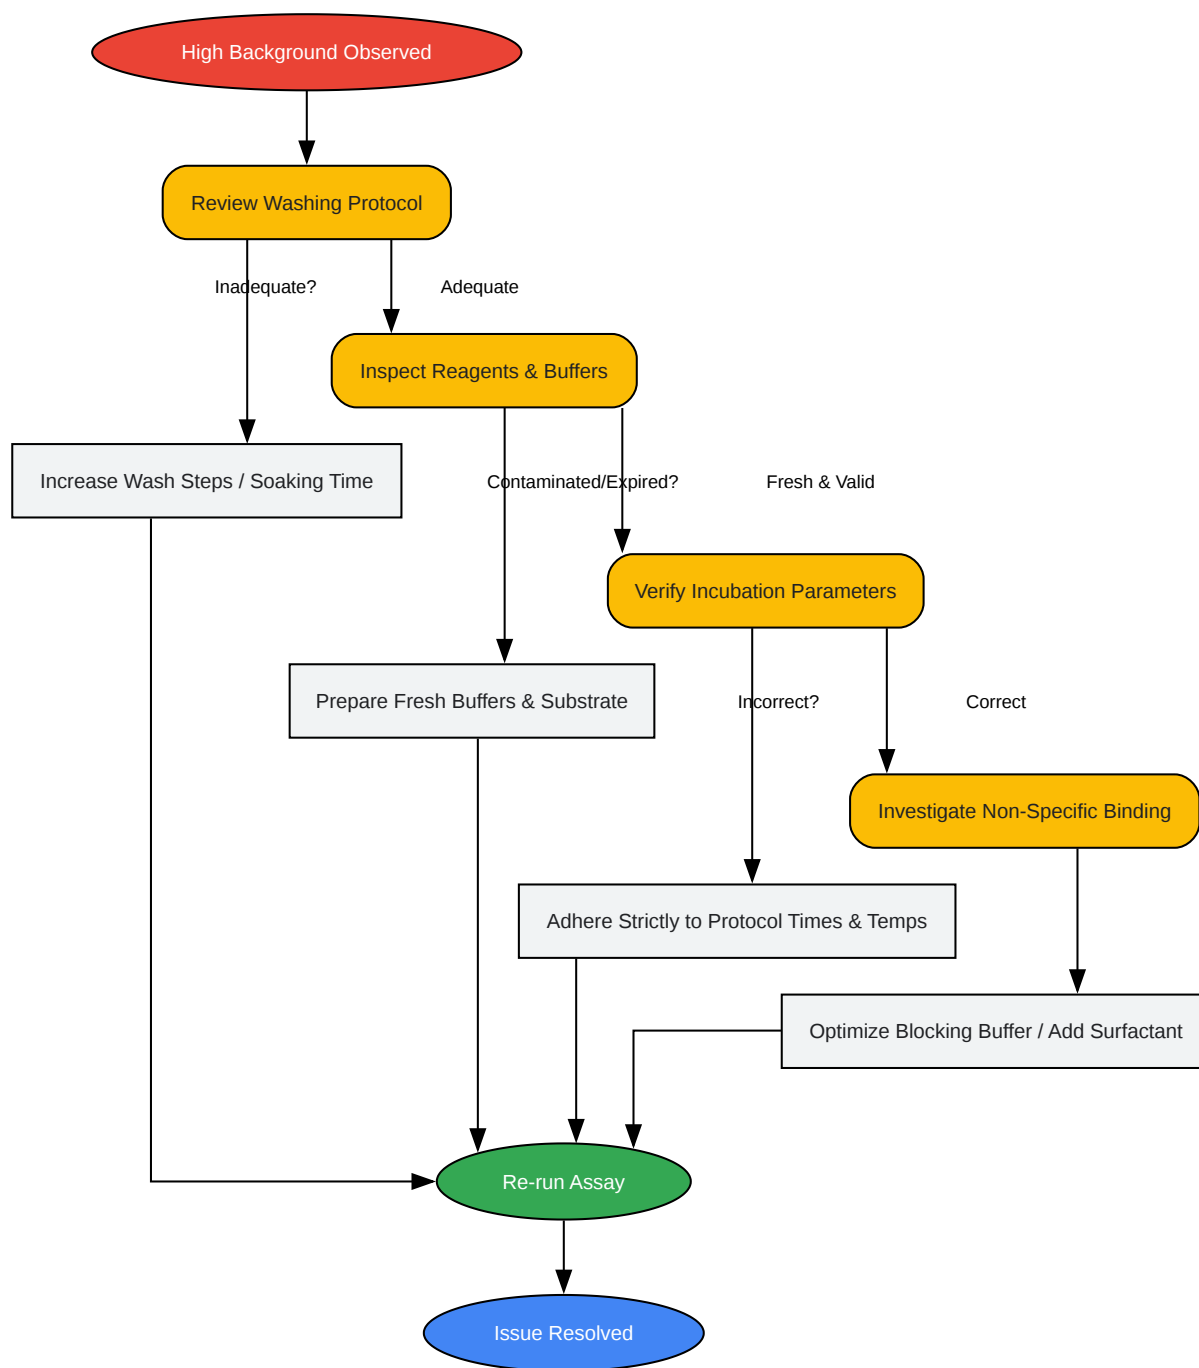 High Background Observed
Review Washing Protocol
Inadequate?
Adequate
Inspect Reagents & Buffers
Increase Wash Steps / Soaking Time
Contaminated/Expired?
Fresh & Valid
Verify Incubation Parameters
Prepare Fresh Buffers & Substrate
Incorrect?
Correct
Investigate Non-Specific Binding
Adhere Strictly to Protocol Times & Temps
Optimize Blocking Buffer / Add Surfactant
Re-run Assay
Issue Resolved